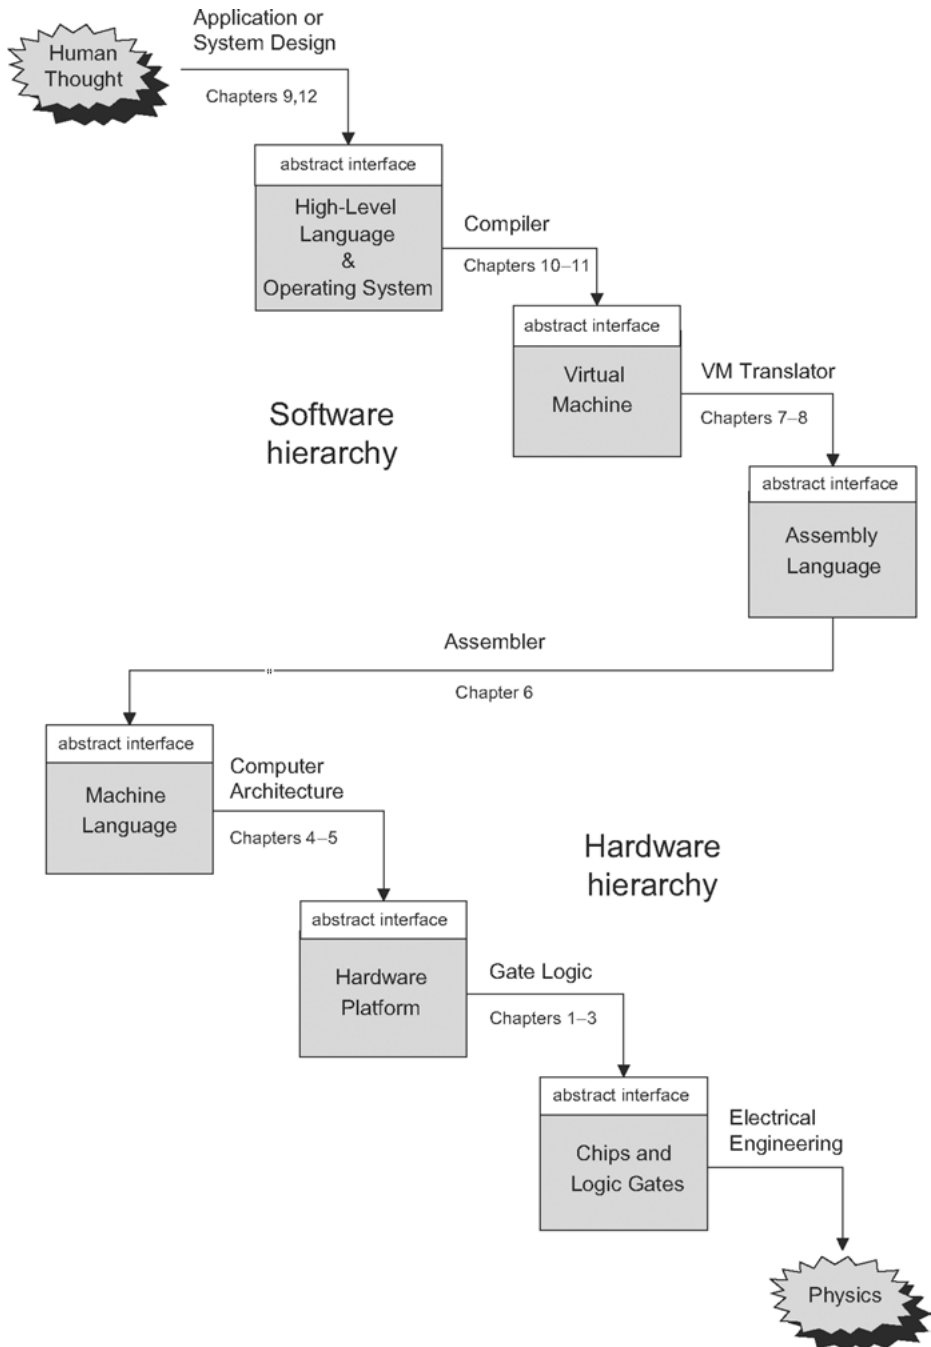 Human
Thought
Application or
System Design
Chapters 9,12
abstract interface
High-Level
Language
&
Operating System
Compiler
Chapters 10–11
abstract interface
Virtual
Machine
VM Translator
Chapters 7–8
abstract interface
Assembly
Language
Software
hierarchy
Assembler
Chapter 6
abstract interface
Machine
Language
Computer
Architecture
Chapters 4–5
Hardware
hierarchy
abstract interface
Hardware
Platform
Gate Logic
Chapters 1–3
abstract interface
Chips and
Logic Gates
Electrical
Engineering
Physics